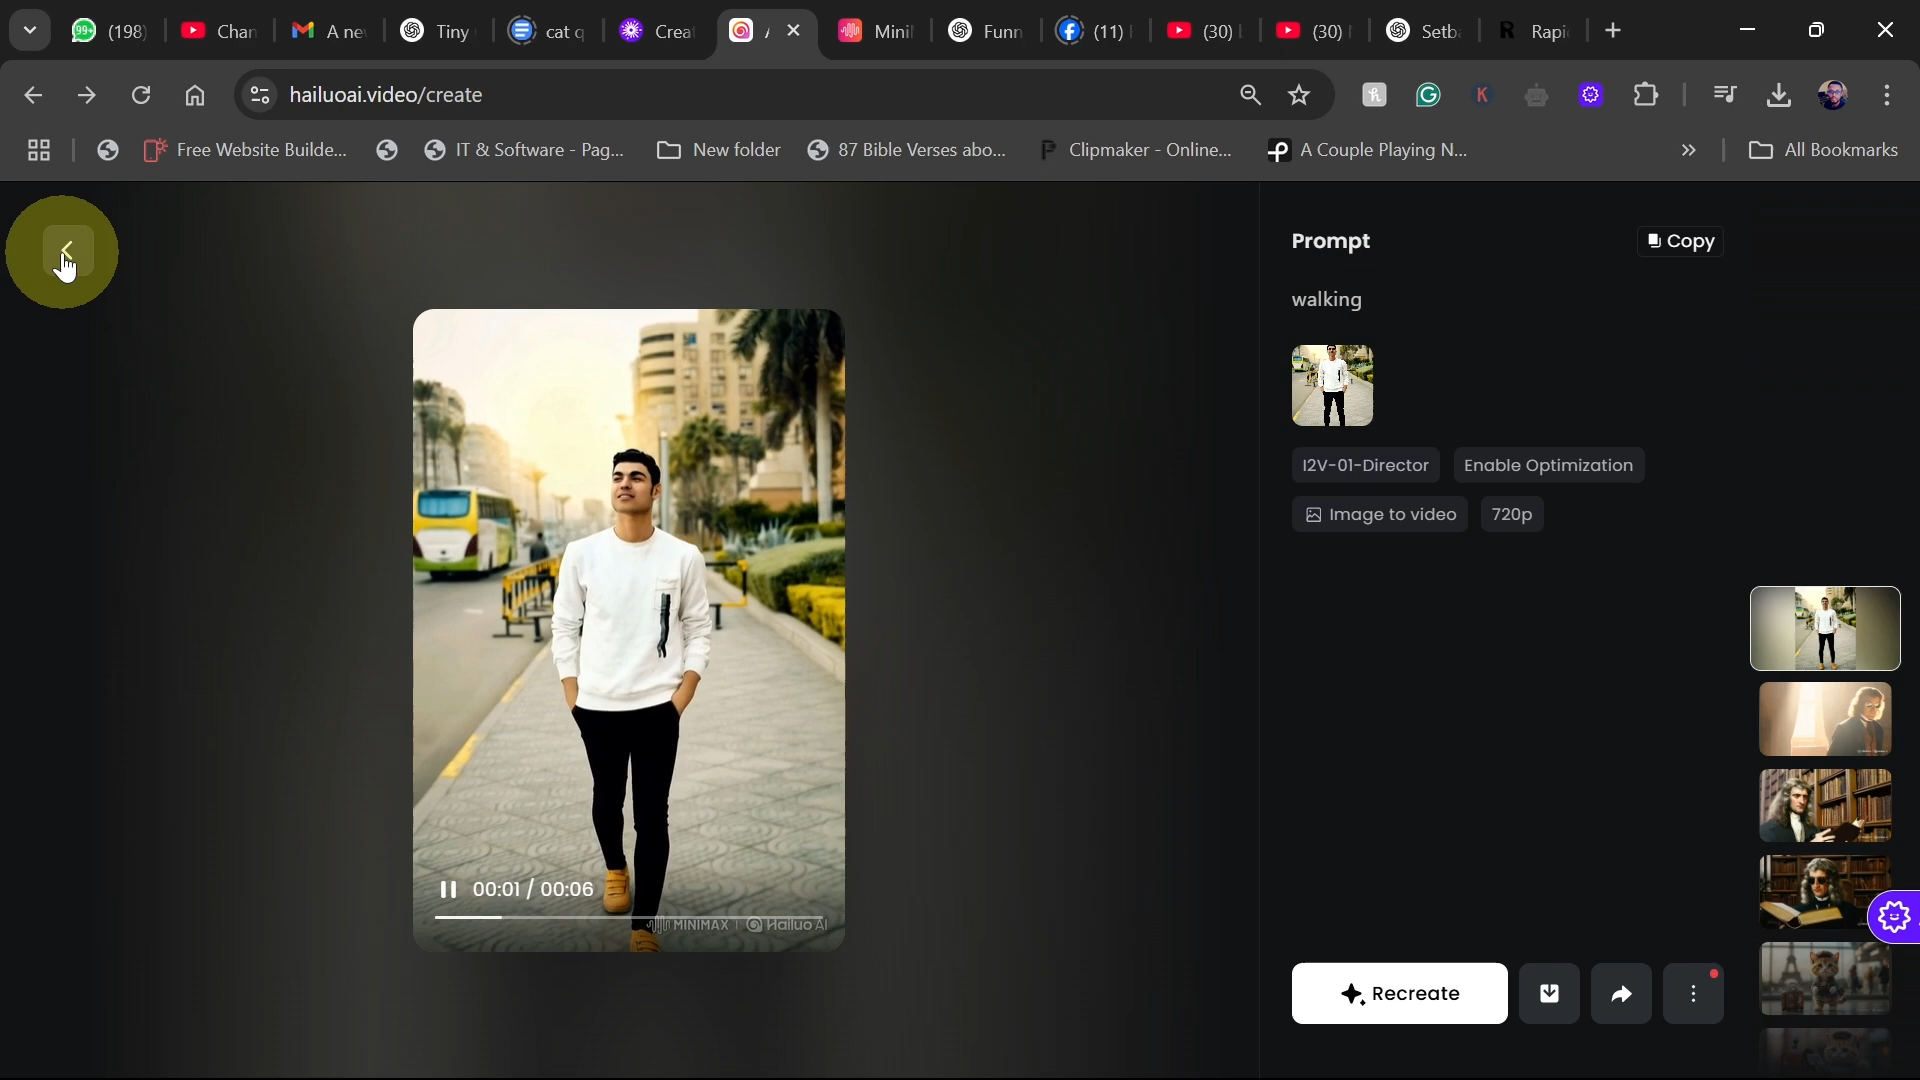 99+
(198)
Chan
A ne
Tiny
cat q
Crea
Mini
Funn
(11)
(30)
(30)
Setb
Rapi
hailuoai.video/create
Free Website Builde...
IT & Software - Pag...
New folder
87 Bible Verses abo...
Clipmaker - Online...
A Couple Playing N...
All Bookmarks
Prompt
Copy
walking
I2V-01-Director
Enable Optimization
Image to video
720p
00:01 / 00:06
MINIMAX | Hailuo AI
Recreate